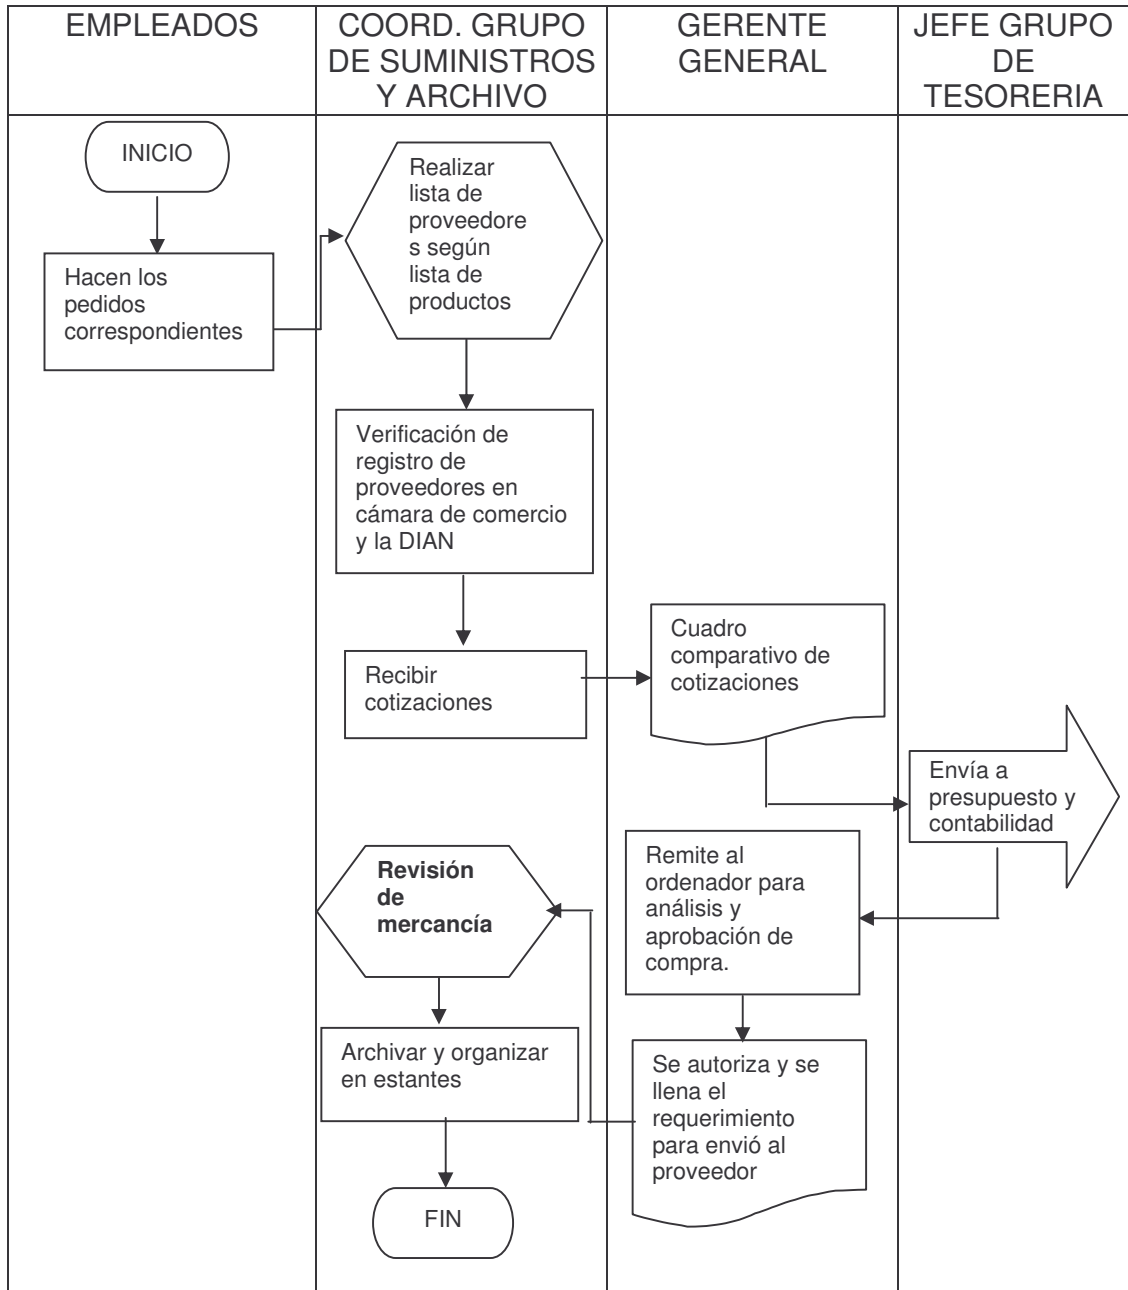 EMPLEADOS
COORD. GRUPO
DE SUMINISTROS
Y ARCHIVO
GERENTE
GENERAL
JEFE GRUPO
DE
TESORERIA
INICIO
Hacen los
pedidos
correspondientes
Realizar
lista de
proveedore
s según
lista de
productos
Verificación de
registro de
proveedores en
cámara de comercio
y la DIAN
Recibir
cotizaciones
Cuadro
comparativo de
cotizaciones
Envía a
presupuesto y
contabilidad
Remite al
ordenador para
análisis y
aprobación de
compra.
Se autoriza y se
llena el
requerimiento
para envió al
proveedor
Revisión
de
mercancía
Archivar y organizar
en estantes
FIN